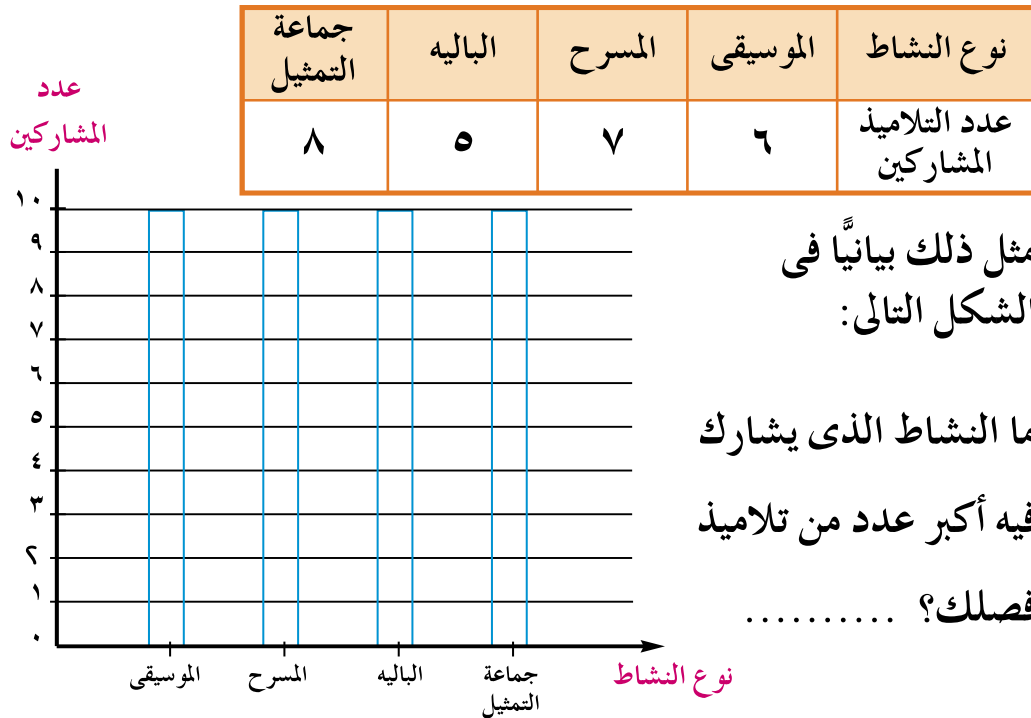 نوع النشاط الموسيقى المسرح الباليه جماعة التمثيل
عدد التلاميذ المشاركين ٦ ٧ ٥ ٨
مثل ذلك بيانيًّا فى
الشكل التالى:
ما النشاط الذى يشارك
فيه أكبر عدد من تلاميذ
فصلك؟ ..........
عدد
المشاركين
١٠
٩
٨
٧
٦
٥
٤
٣
٢
١
٠
الموسيقى المسرح الباليه جماعة
التمثيل
نوع النشاط